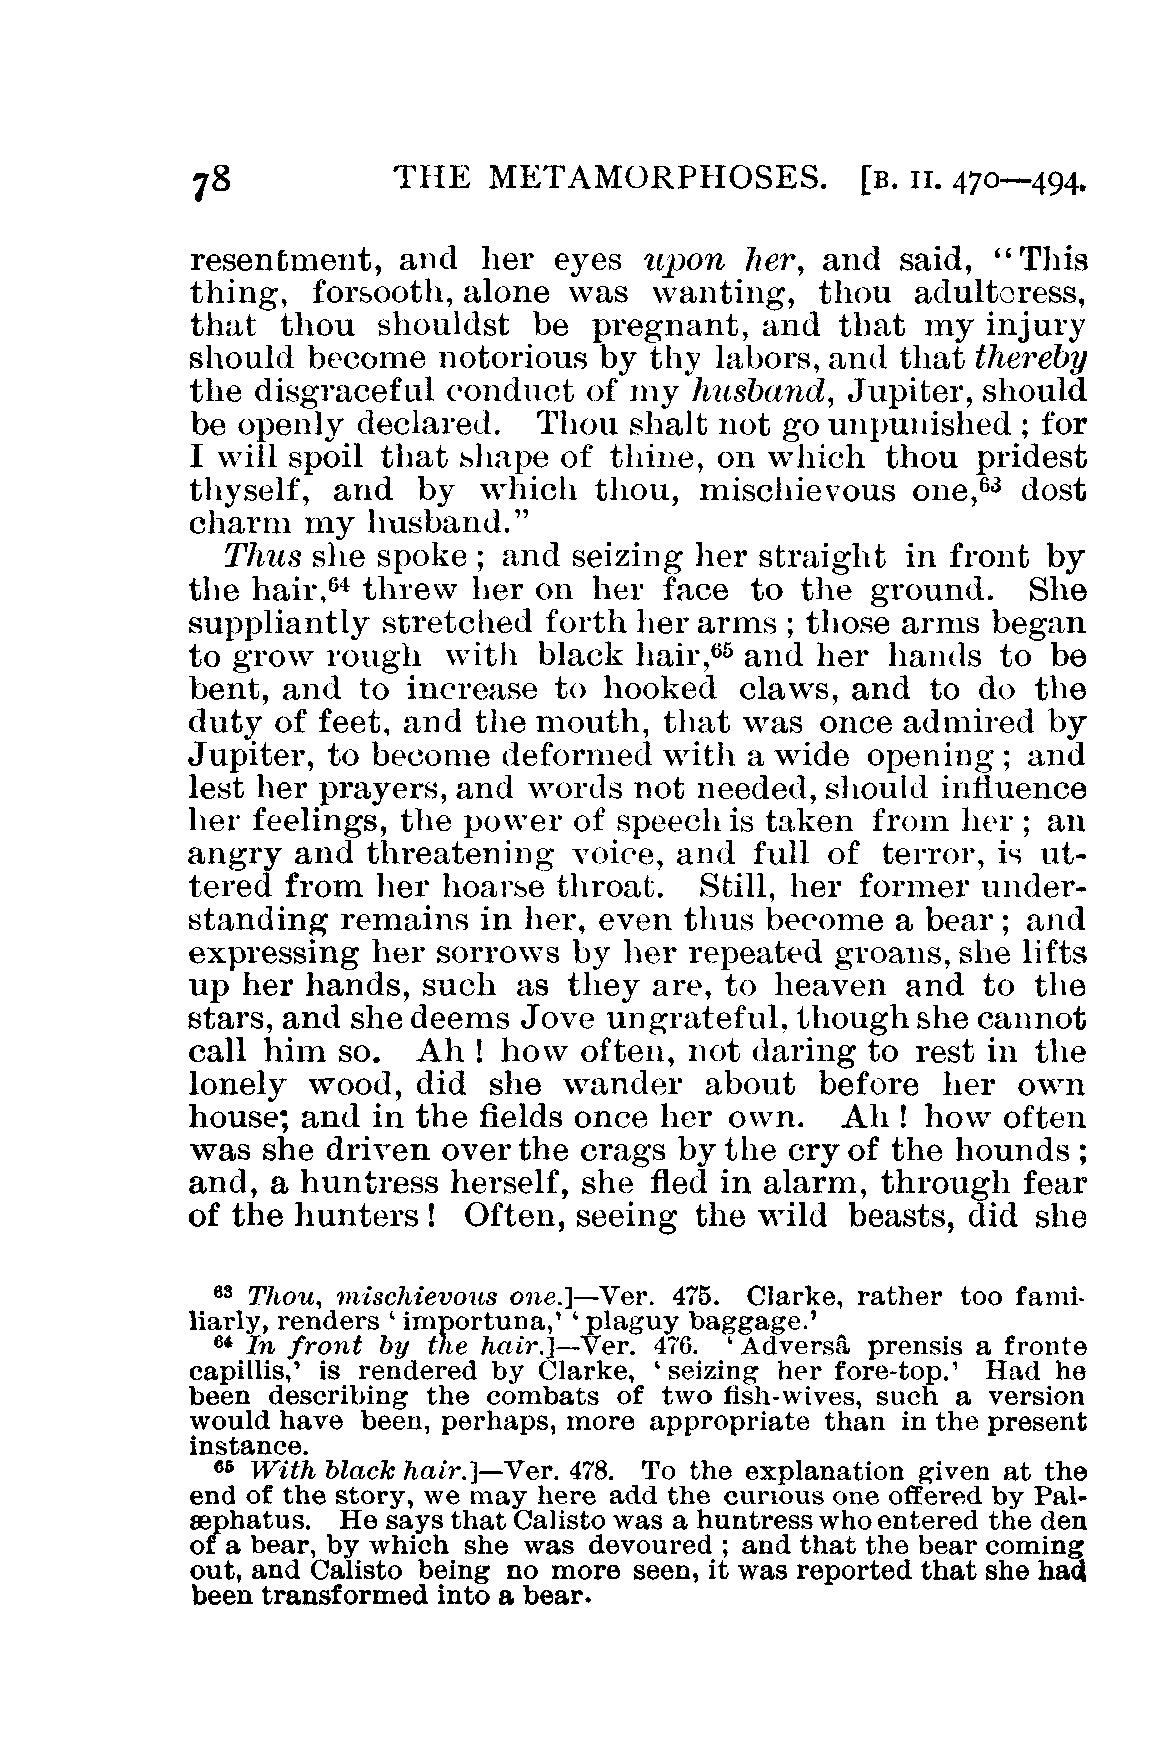 78 THE METAMORPHOSES. [B. II. 470—494.
resentment, and her eyes upon her, and said, “This
thing, forsooth, alone was wanting, thou adulteress,
that thou shouldst be pregnant, and that my injury
should become notorious by thy labors, and that thereby
the disgraceful conduct of my husband, Jupiter, should
be openly declared. Thou shalt not go unpunished ; for
I will spoil that shape of thine, on which thou pridest
thyself, and by which thou, mischievous one,⁶³ dost
charm my husband.”
Thus she spoke ; and seizing her straight in front by
the hair,⁶⁴ threw her on her face to the ground. She
suppliantly stretched forth her arms ; those arms began
to grow rough with black hair,⁶⁵ and her hands to be
bent, and to increase to hooked claws, and to do the
duty of feet, and the mouth, that was once admired by
Jupiter, to become deformed with a wide opening ; and
lest her prayers, and words not needed, should influence
her feelings, the power of speech is taken from her ; an
angry and threatening voice, and full of terror, is ut-
tered from her hoarse throat. Still, her former under-
standing remains in her, even thus become a bear ; and
expressing her sorrows by her repeated groans, she lifts
up her hands, such as they are, to heaven and to the
stars, and she deems Jove ungrateful, though she cannot
call him so. Ah ! how often, not daring to rest in the
lonely wood, did she wander about before her own
house; and in the fields once her own. Ah ! how often
was she driven over the crags by the cry of the hounds ;
and, a huntress herself, she fled in alarm, through fear
of the hunters ! Often, seeing the wild beasts, did she
⁶³ Thou, mischievous one.]—Ver. 475. Clarke, rather too fami-
liarly, renders ‘ importuna,’ ‘ plaguy baggage.’
⁶⁴ In front by the hair.]—Ver. 476. ‘ Adversâ prensis a fronte
capillis,’ is rendered by Clarke, ‘ seizing her fore-top.’ Had he
been describing the combats of two fish-wives, such a version
would have been, perhaps, more appropriate than in the present
instance.
⁶⁵ With black hair.]—Ver. 478. To the explanation given at the
end of the story, we may here add the curious one offered by Pal-
æphatus. He says that Calisto was a huntress who entered the den
of a bear, by which she was devoured ; and that the bear coming
out, and Calisto being no more seen, it was reported that she had
been transformed into a bear.